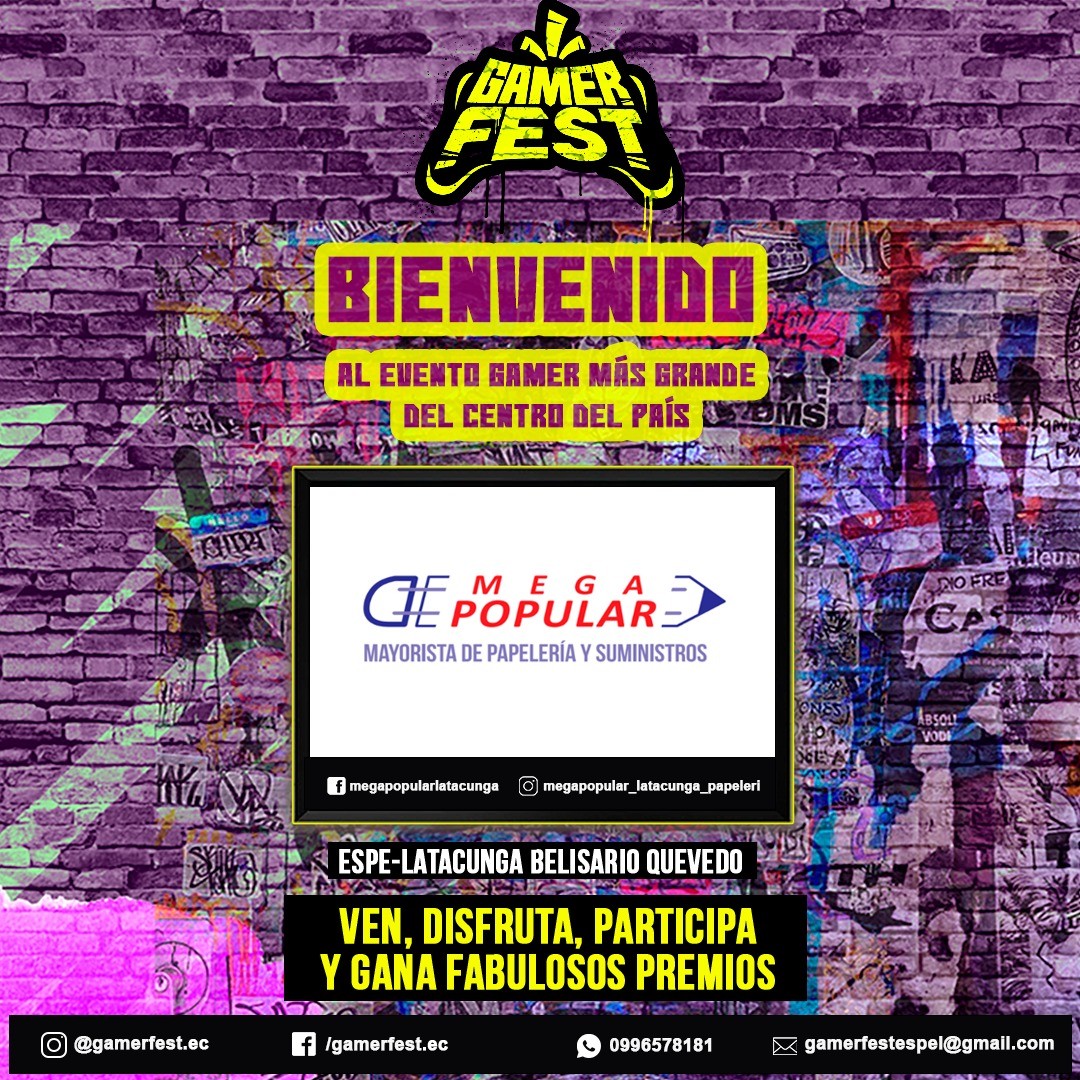 GAMER
FEST
BIENVENIDO
AL EVENTO GAMER MÁS GRANDE
DEL CENTRO DEL PAÍS
MEGA
POPULAR
MAYORISTA DE PAPELERÍA Y SUMINISTROS
megapopularlatacunga megapopular_latacunga_papeleri
ESPE-LATACUNGA BELISARIO QUEVEDO
VEN, DISFRUTA, PARTICIPA
Y GANA FABULOSOS PREMIOS
@gamerfest.ec /gamerfest.ec 0996578181 gamerfestespel@gmail.com